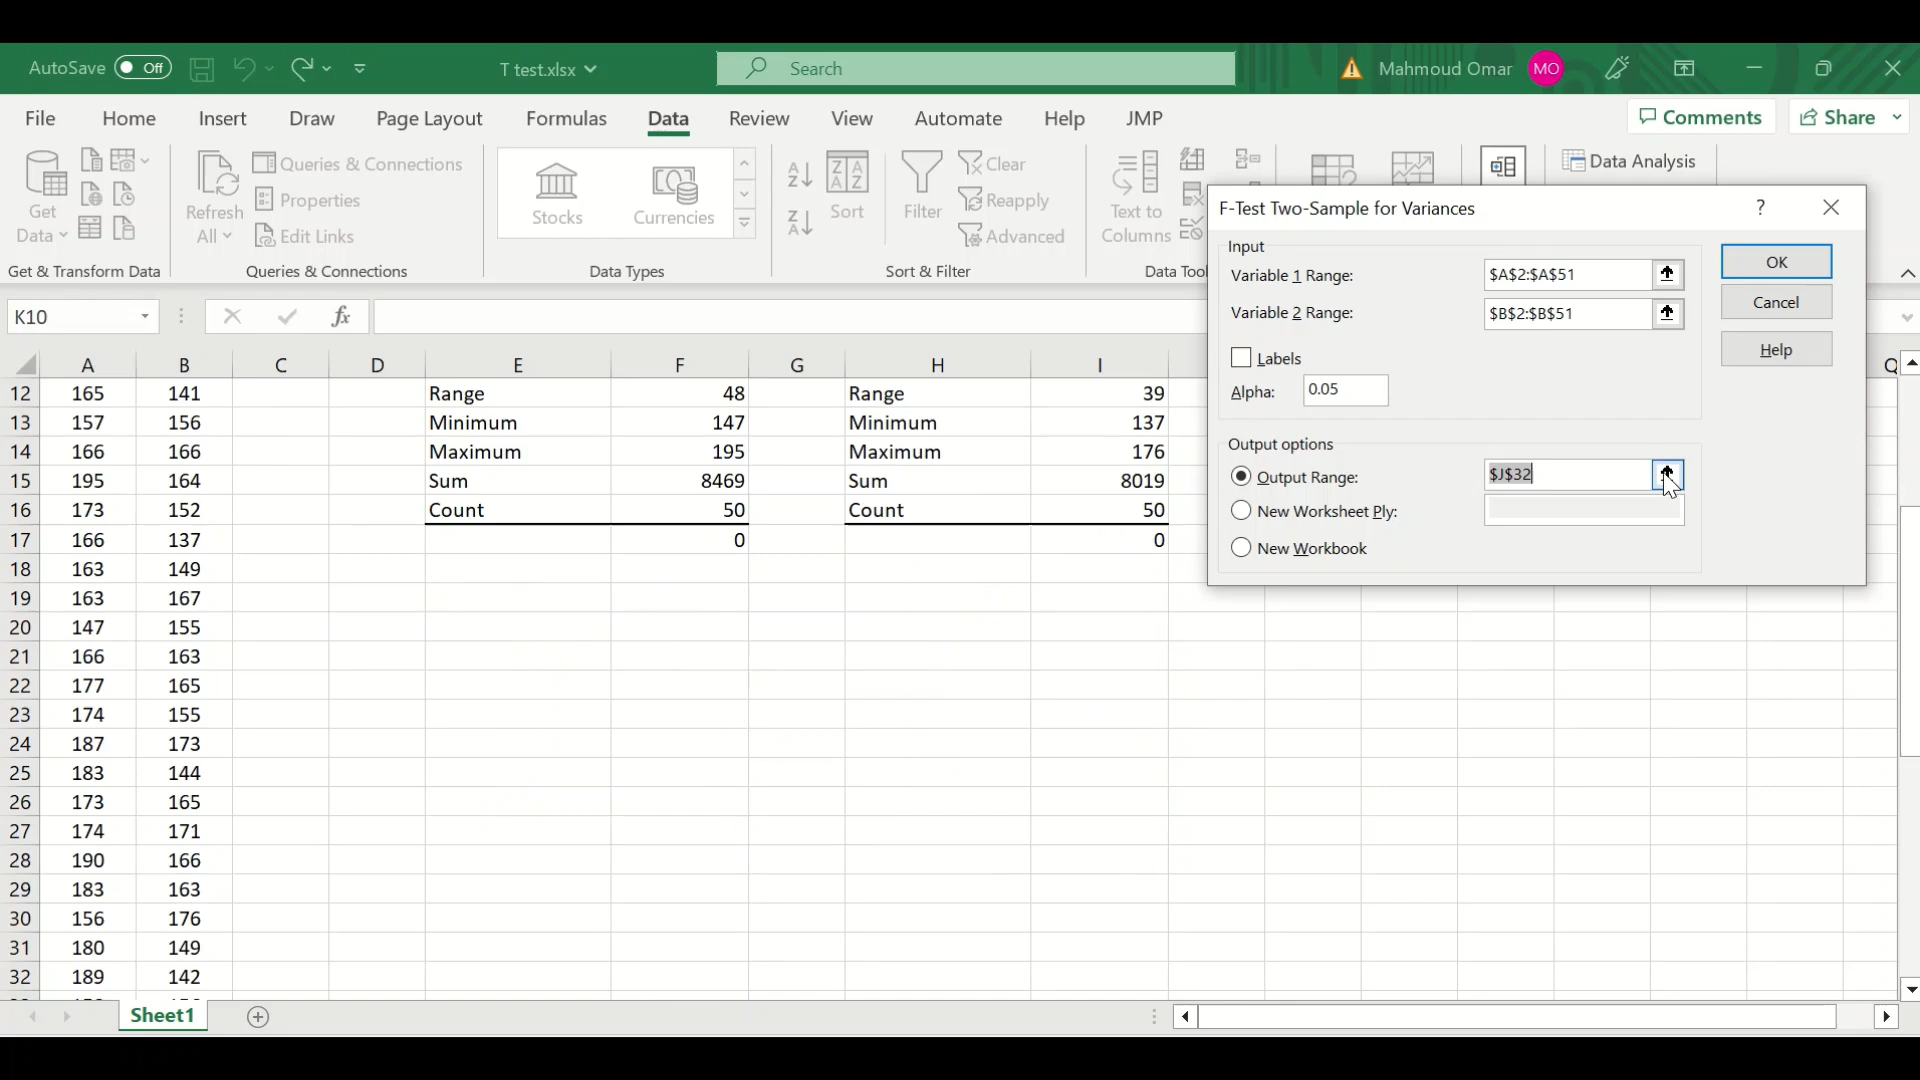 AutoSave Off T test.xlsx Search Mahmoud Omar MO
File Home Insert Draw Page Layout Formulas Data Review View Automate Help JMP Comments Share
Get Data
Refresh All
Queries & Connections
Properties
Edit Links
Stocks Currencies
Sort
Filter
Clear
Reapply
Advanced
Text to Columns
Data Analysis
Get & Transform Data Queries & Connections Data Types Sort & Filter Data Tool
K10 fx
F-Test Two-Sample for Variances ?
Input
Variable 1 Range: $A$2:$A$51
Variable 2 Range: $B$2:$B$51
Labels
Alpha: 0.05
OK
Cancel
Help
Output options
Output Range: $J$32
New Worksheet Ply:
New Workbook
A B C D E F G H I Q
12 165 141 Range 48 Range 39
13 157 156 Minimum 147 Minimum 137
14 166 166 Maximum 195 Maximum 176
15 195 164 Sum 8469 Sum 8019
16 173 152 Count 50 Count 50
17 166 137 0 0
18 163 149
19 163 167
20 147 155
21 166 163
22 177 165
23 174 155
24 187 173
25 183 144
26 173 165
27 174 171
28 190 166
29 183 163
30 156 176
31 180 149
32 189 142
Sheet1